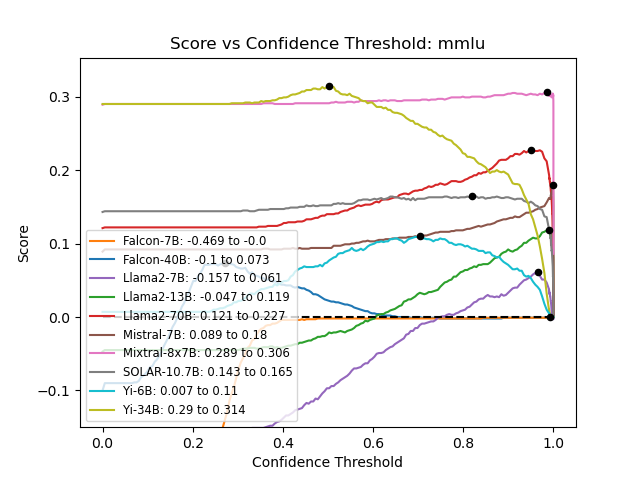 Score vs Confidence Threshold: mmlu
Score
0.3
0.2
0.1
0.0
−0.1
Falcon-7B: -0.469 to -0.0
Falcon-40B: -0.1 to 0.073
Llama2-7B: -0.157 to 0.061
Llama2-13B: -0.047 to 0.119
Llama2-70B: 0.121 to 0.227
Mistral-7B: 0.089 to 0.18
Mixtral-8x7B: 0.289 to 0.306
SOLAR-10.7B: 0.143 to 0.165
Yi-6B: 0.007 to 0.11
Yi-34B: 0.29 to 0.314
0.0 0.2 0.4 0.6 0.8 1.0
Confidence Threshold